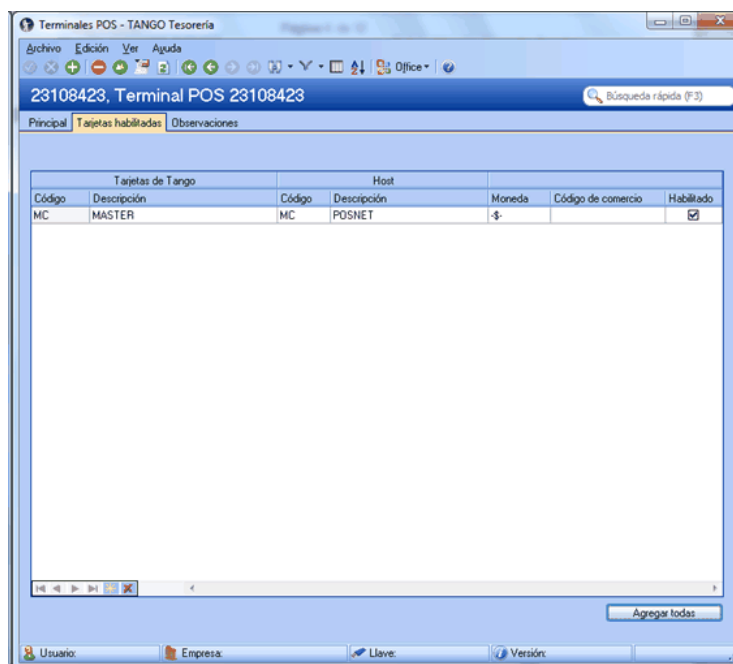 Terminales POS - TANGO Tesorería
Archivo Edición Ver Ayuda
Office
23108423, Terminal POS 23108423
Búsqueda rápida (F3)
Principal Tarjetas habilitadas Observaciones
Tarjetas de Tango Host
Código Descripción Código Descripción Moneda Código de comercio Habilitado
MC MASTER MC POSNET -$-
Agregar todas
Usuario: Empresa: Llave: Versión: